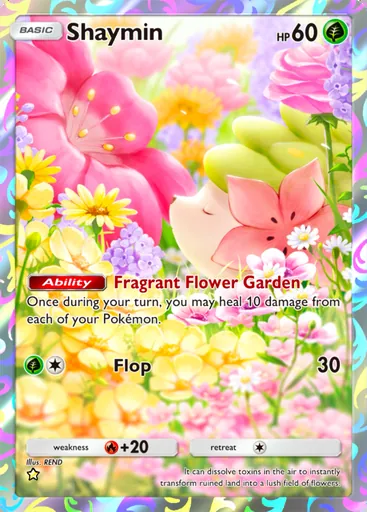 BASIC Shaymin HP 60
Ability Fragrant Flower Garden
Once during your turn, you may heal 10 damage from
each of your Pokémon.
Flop 30
weakness +20 retreat
Illus. REND
It can dissolve toxins in the air to instantly
transform ruined land into a lush field of flowers.